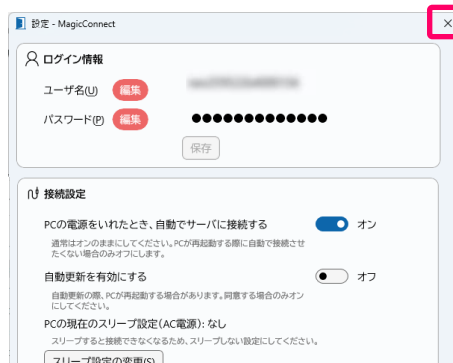 設定 - MagicConnect
ログイン情報
ユーザ名(U) 編集
パスワード(P) 編集 ●●●●●●●●●●●●●
保存
接続設定
PCの電源をいれたとき、自動でサーバに接続する オン
通常はオンのままにしてください。PCが再起動する際に自動で接続させ
たくない場合のみオフにします。
自動更新を有効にする オフ
自動更新の際、PCが再起動する場合があります。同意する場合のみオン
にしてください。
PCの現在のスリープ設定(AC電源): なし
スリープすると接続できなくなるため、スリープしない設定にしてください。
スリープ設定の変更(S)